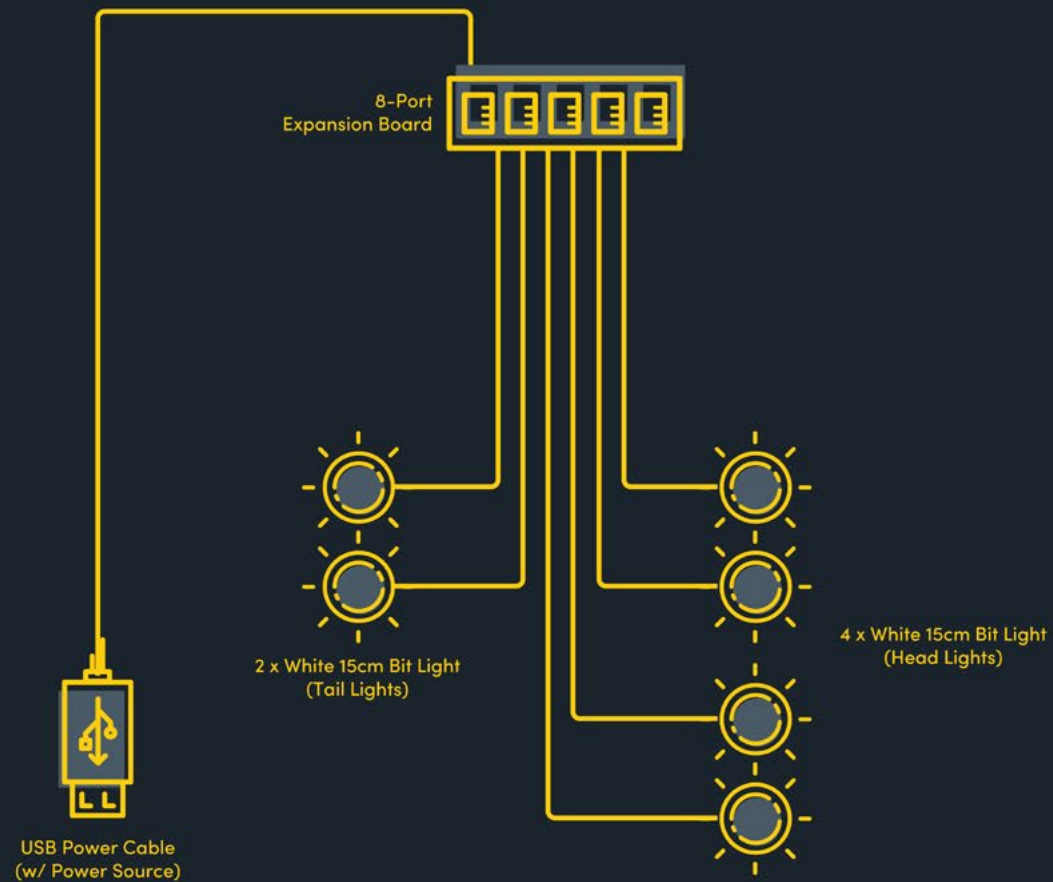 8-Port
Expansion Board
2 x White 15cm Bit Light
(Tail Lights)
4 x White 15cm Bit Light
(Head Lights)
USB Power Cable
(w/ Power Source)